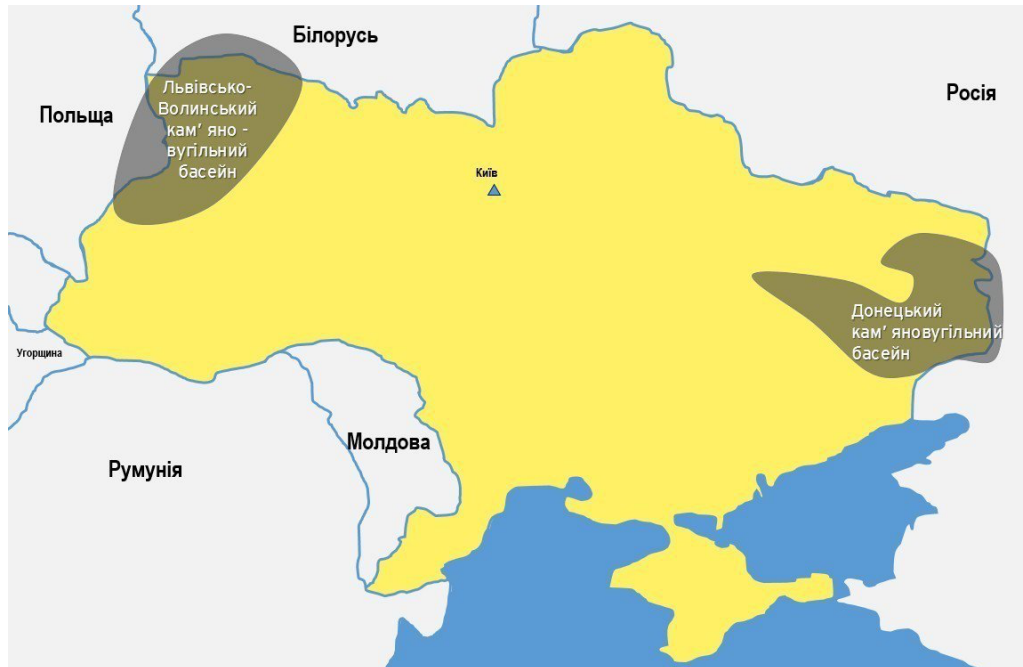 Білорусь
Львівсько-
Волинський
кам' яно -
вугільний
басейн
Польща
Росія
Київ
Донецький
кам' яновугільний
басейн
Угорщина
Молдова
Румунія